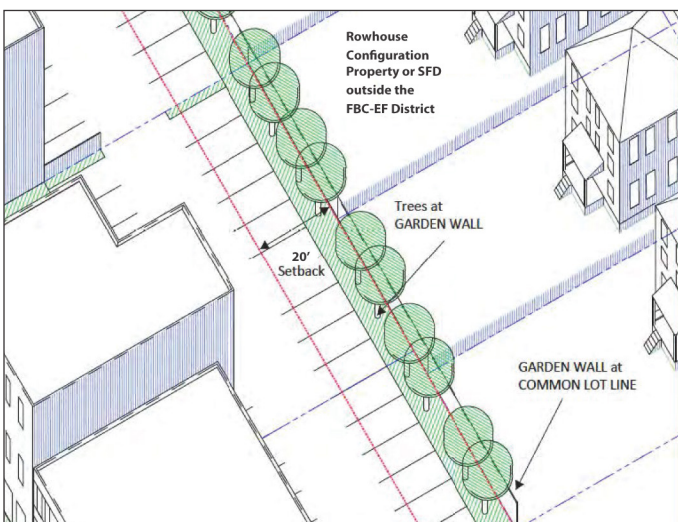 Rowhouse
Configuration
Property or SFD
outside the
FBC-EF District
Trees at
GARDEN WALL
20'
Setback
GARDEN WALL at
COMMON LOT LINE